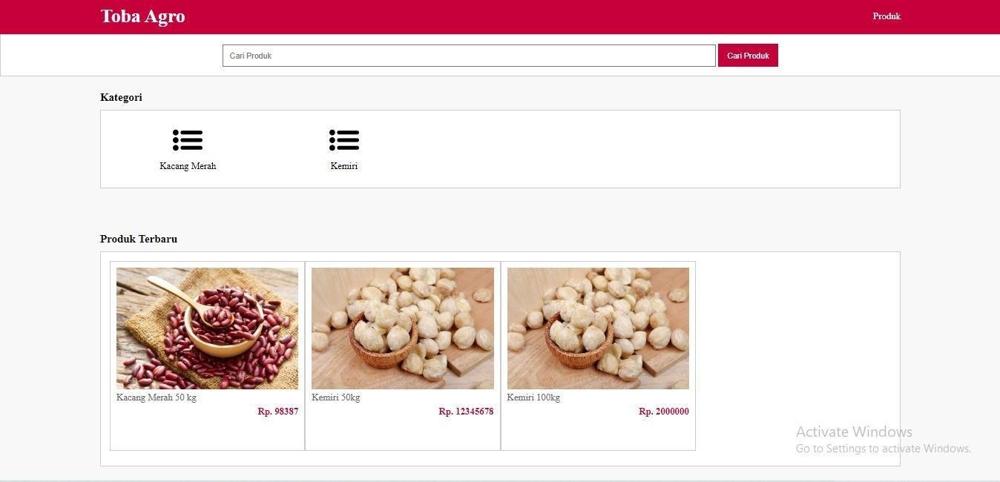 Toba Agro
Produk
Cari Produk
Cari Produk
Kategori
Kacang Merah
Kemiri
Produk Terbaru
Kacang Merah 50 kg
Rp. 98387
Kemiri 50kg
Rp. 12345678
Kemiri 100kg
Rp. 2000000
Activate Windows
Go to Settings to activate Windows.